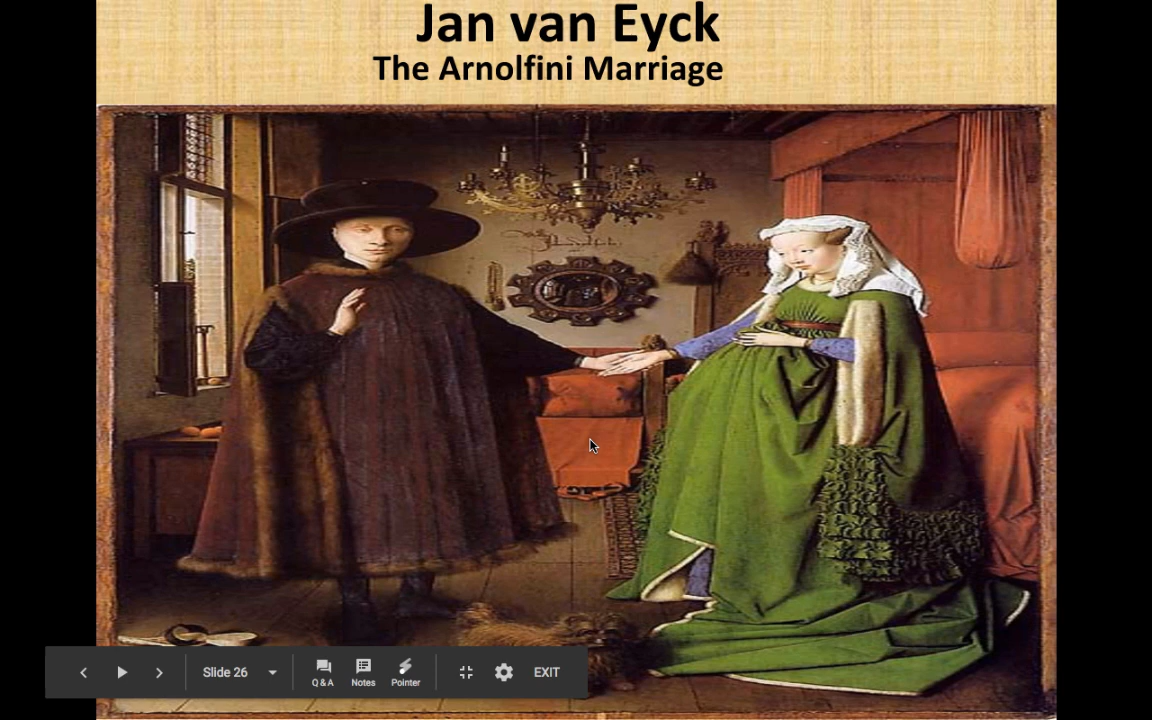 Jan van Eyck
The Arnolfini Marriage
Slide 26
Q & A
Notes
Pointer
EXIT